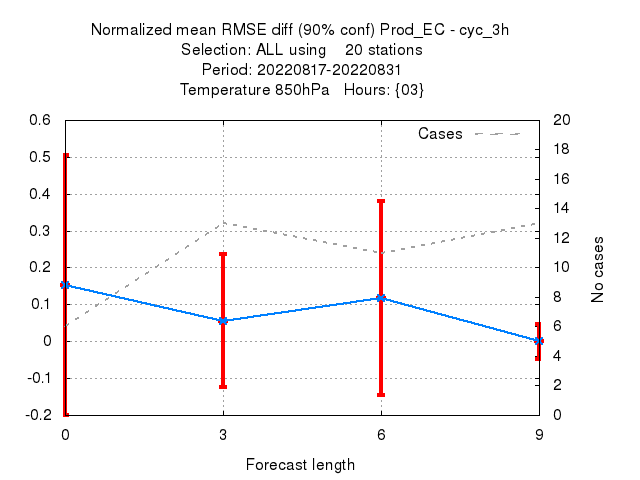 Normalized mean RMSE diff (90% conf) Prod_EC - cyc_3h
Selection: ALL using    20 stations
Period: 20220817-20220831
Temperature 850hPa   Hours: {03}
0.6
0.5
0.4
0.3
0.2
0.1
0
-0.1
-0.2
Cases
20
18
16
14
12
10
8
6
4
2
0
No cases
0 3 6 9
Forecast length